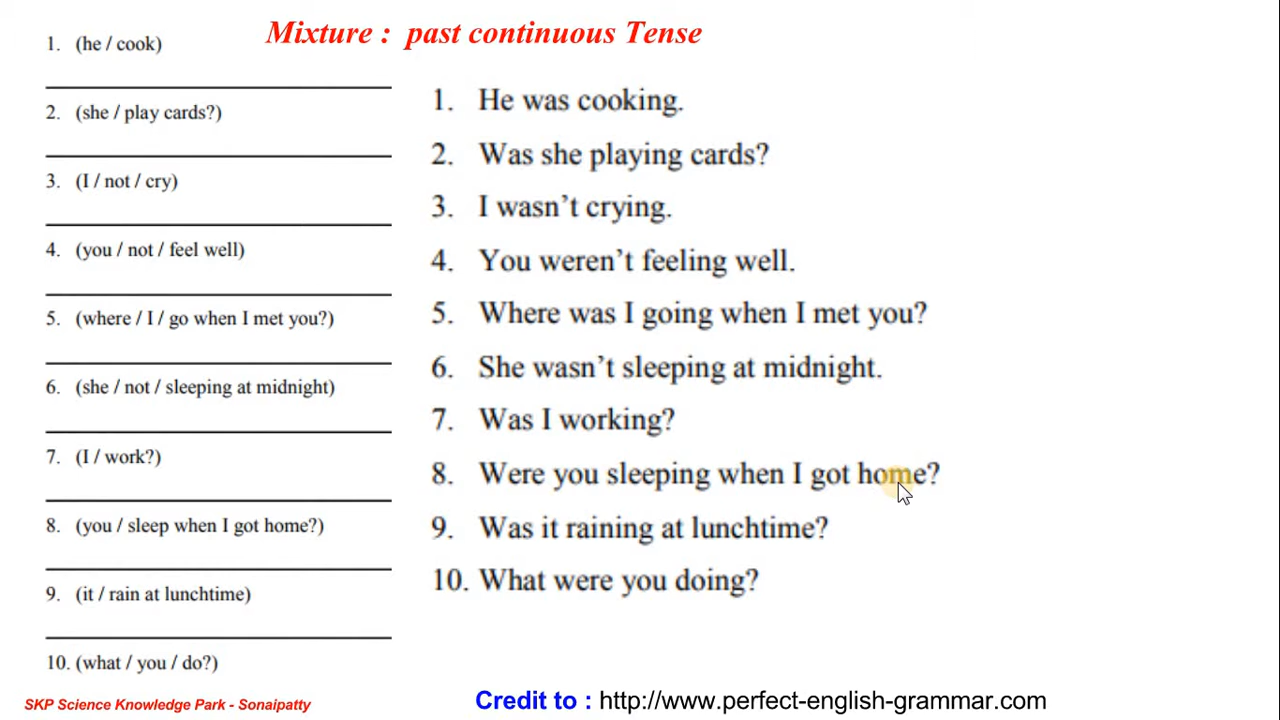 Mixture : past continuous Tense
1. (he / cook)
2. (she / play cards?)
3. (I / not / cry)
4. (you / not / feel well)
5. (where / I / go when I met you?)
6. (she / not / sleeping at midnight)
7. (I / work?)
8. (you / sleep when I got home?)
9. (it / rain at lunchtime)
10. (what / you / do?)
1. He was cooking.
2. Was she playing cards?
3. I wasn't crying.
4. You weren't feeling well.
5. Where was I going when I met you?
6. She wasn't sleeping at midnight.
7. Was I working?
8. Were you sleeping when I got home?
9. Was it raining at lunchtime?
10. What were you doing?
SKP Science Knowledge Park - Sonaipatty
Credit to : http://www.perfect-english-grammar.com